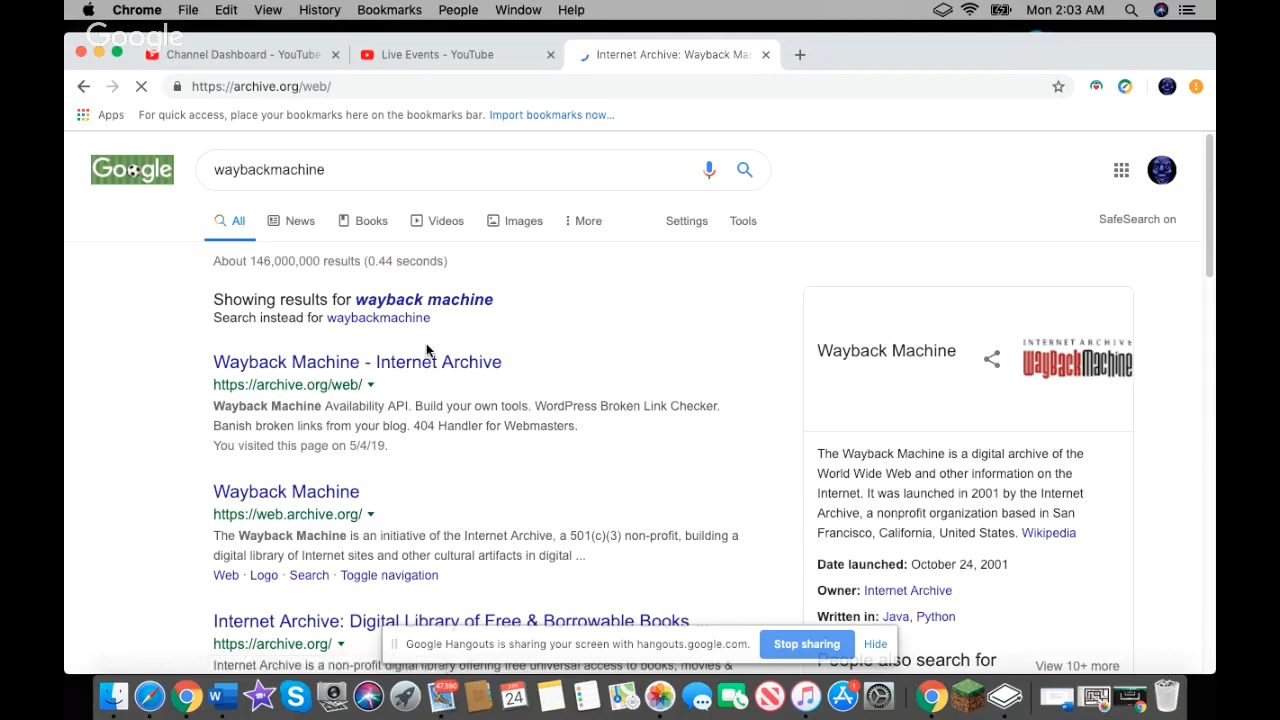 Chrome File Edit View History Bookmarks People Window Help Mon 2:03 AM
Google
Channel Dashboard - YouTube Live Events - YouTube Internet Archive: Wayback Ma
https://archive.org/web/
Apps For quick access, place your bookmarks here on the bookmarks bar. Import bookmarks now...
Google waybackmachine
All News Books Videos Images More Settings Tools SafeSearch on
About 146,000,000 results (0.44 seconds)
Showing results for wayback machine
Search instead for waybackmachine
Wayback Machine - Internet Archive
https://archive.org/web/
Wayback Machine Availability API. Build your own tools. WordPress Broken Link Checker.
Banish broken links from your blog. 404 Handler for Webmasters.
You visited this page on 5/4/19.
Wayback Machine
https://web.archive.org/
The Wayback Machine is an initiative of the Internet Archive, a 501(c)(3) non-profit, building a
digital library of Internet sites and other cultural artifacts in digital ...
Web · Logo · Search · Toggle navigation
Internet Archive: Digital Library of Free & Borrowable Books ...
https://archive.org/
Internet Archive is a non-profit digital library offering free universal access to books, movies &
Wayback Machine
INTERNET ARCHIVE
WayBackMachine
The Wayback Machine is a digital archive of the
World Wide Web and other information on the
Internet. It was launched in 2001 by the Internet
Archive, a nonprofit organization based in San
Francisco, California, United States. Wikipedia
Date launched: October 24, 2001
Owner: Internet Archive
Written in: Java, Python
People also search for View 10+ more
Google Hangouts is sharing your screen with hangouts.google.com. Stop sharing Hide
47,980
JUN
24
1